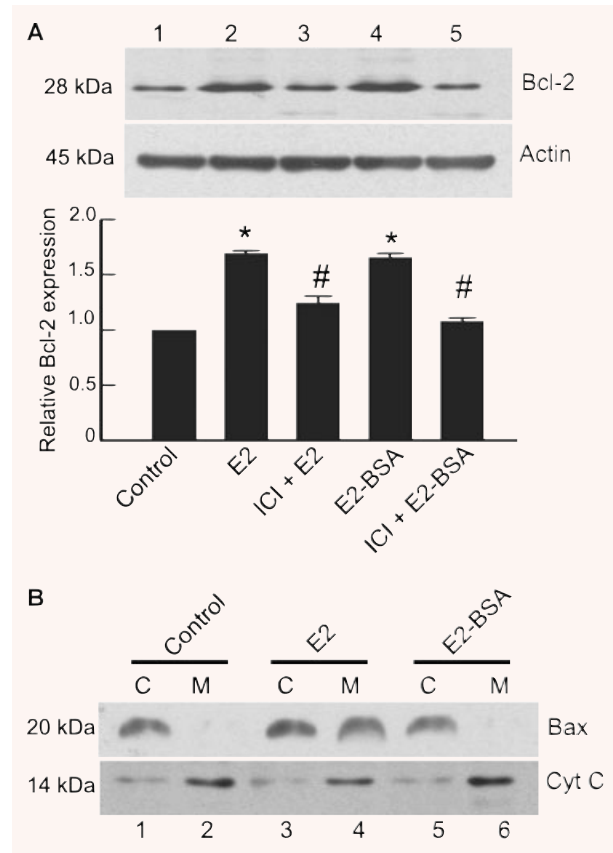 A
1 2 3 4 5
28 kDa Bcl-2
45 kDa Actin
Relative Bcl-2 expression
2.0
1.5
1.0
0.5
0
* # * #
Control E2 ICI + E2 E2-BSA ICI + E2-BSA
B
Control E2 E2-BSA
C M C M C M
20 kDa Bax
14 kDa Cyt C
1 2 3 4 5 6